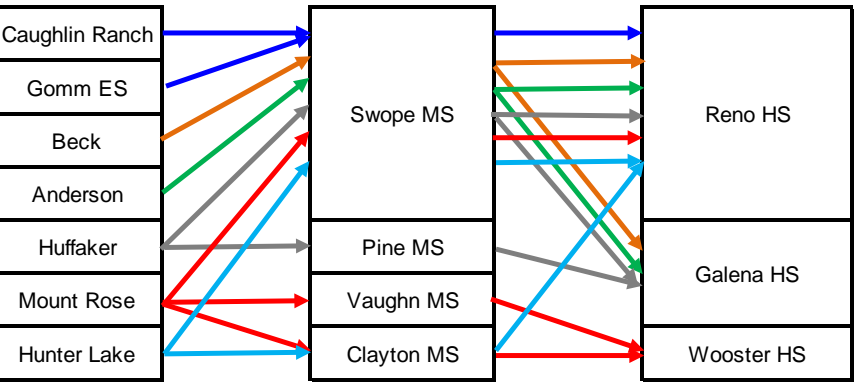 Caughlin Ranch
Gomm ES
Beck
Anderson
Huffaker
Mount Rose
Hunter Lake
Swope MS
Pine MS
Vaughn MS
Clayton MS
Reno HS
Galena HS
Wooster HS